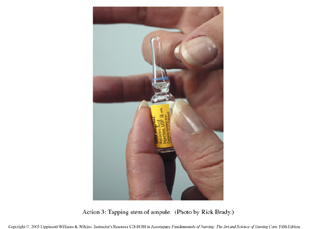 Action 3: Tapping stem of ampule. (Photo by Rick Brady.)
Copyright © 2005 Lippincott Williams & Wilkins. Instructor's Resource CD-ROM to Accompany Fundamentals of Nursing: The Art and Science of Nursing Care, Fifth Edition.